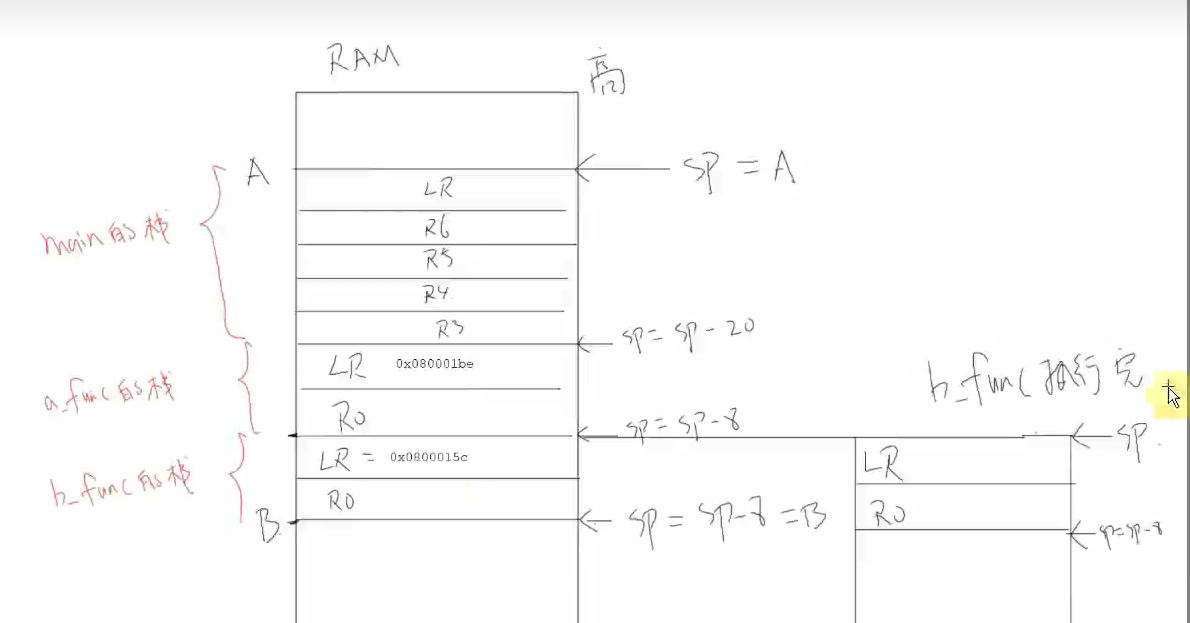 RAM
高
A
SP = A
LR
main的栈
R6
R5
R4
R3
SP = SP - 20
LR 0x080001be
b_func执行完
a_func的栈
R0
SP = SP-8
SP
LR = 0x0800015c
LR
b_func的栈
R0
R0
B
SP = SP-8 = B
SP=SP-8